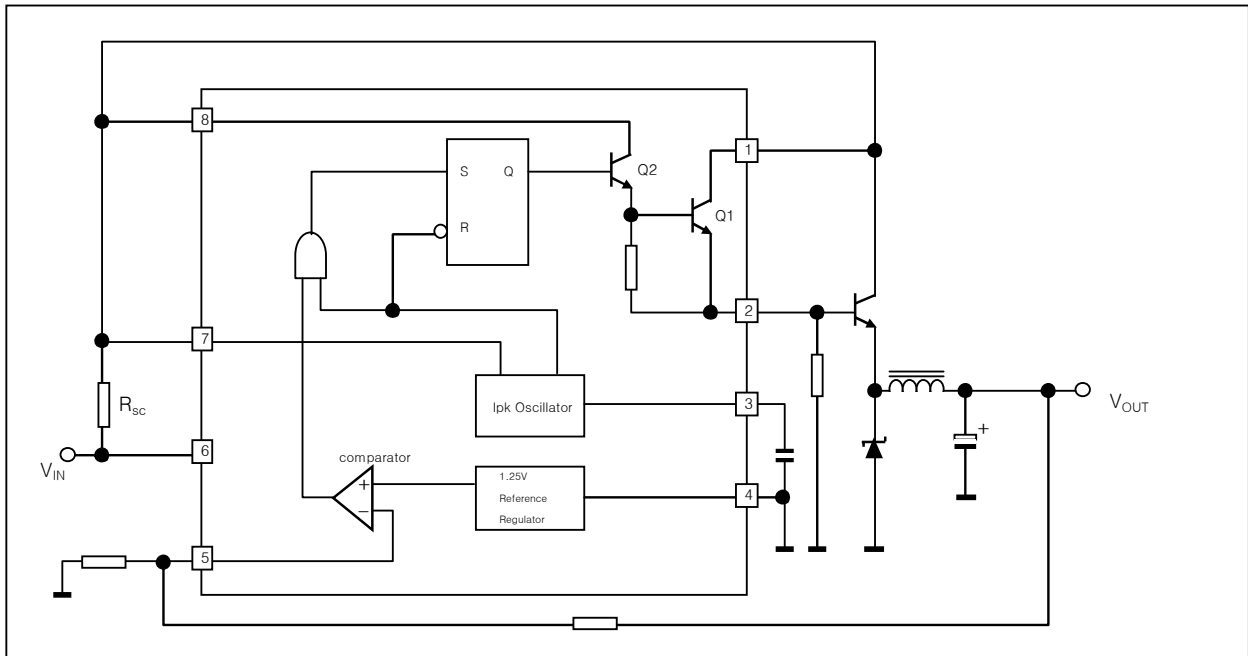 8
1
S Q
Q2
Q1
R
2
7
Ipk Oscillator
3
RSC
VOUT
+
6
VIN
comparator
1.25V
Reference
Regulator
+
−
4
5